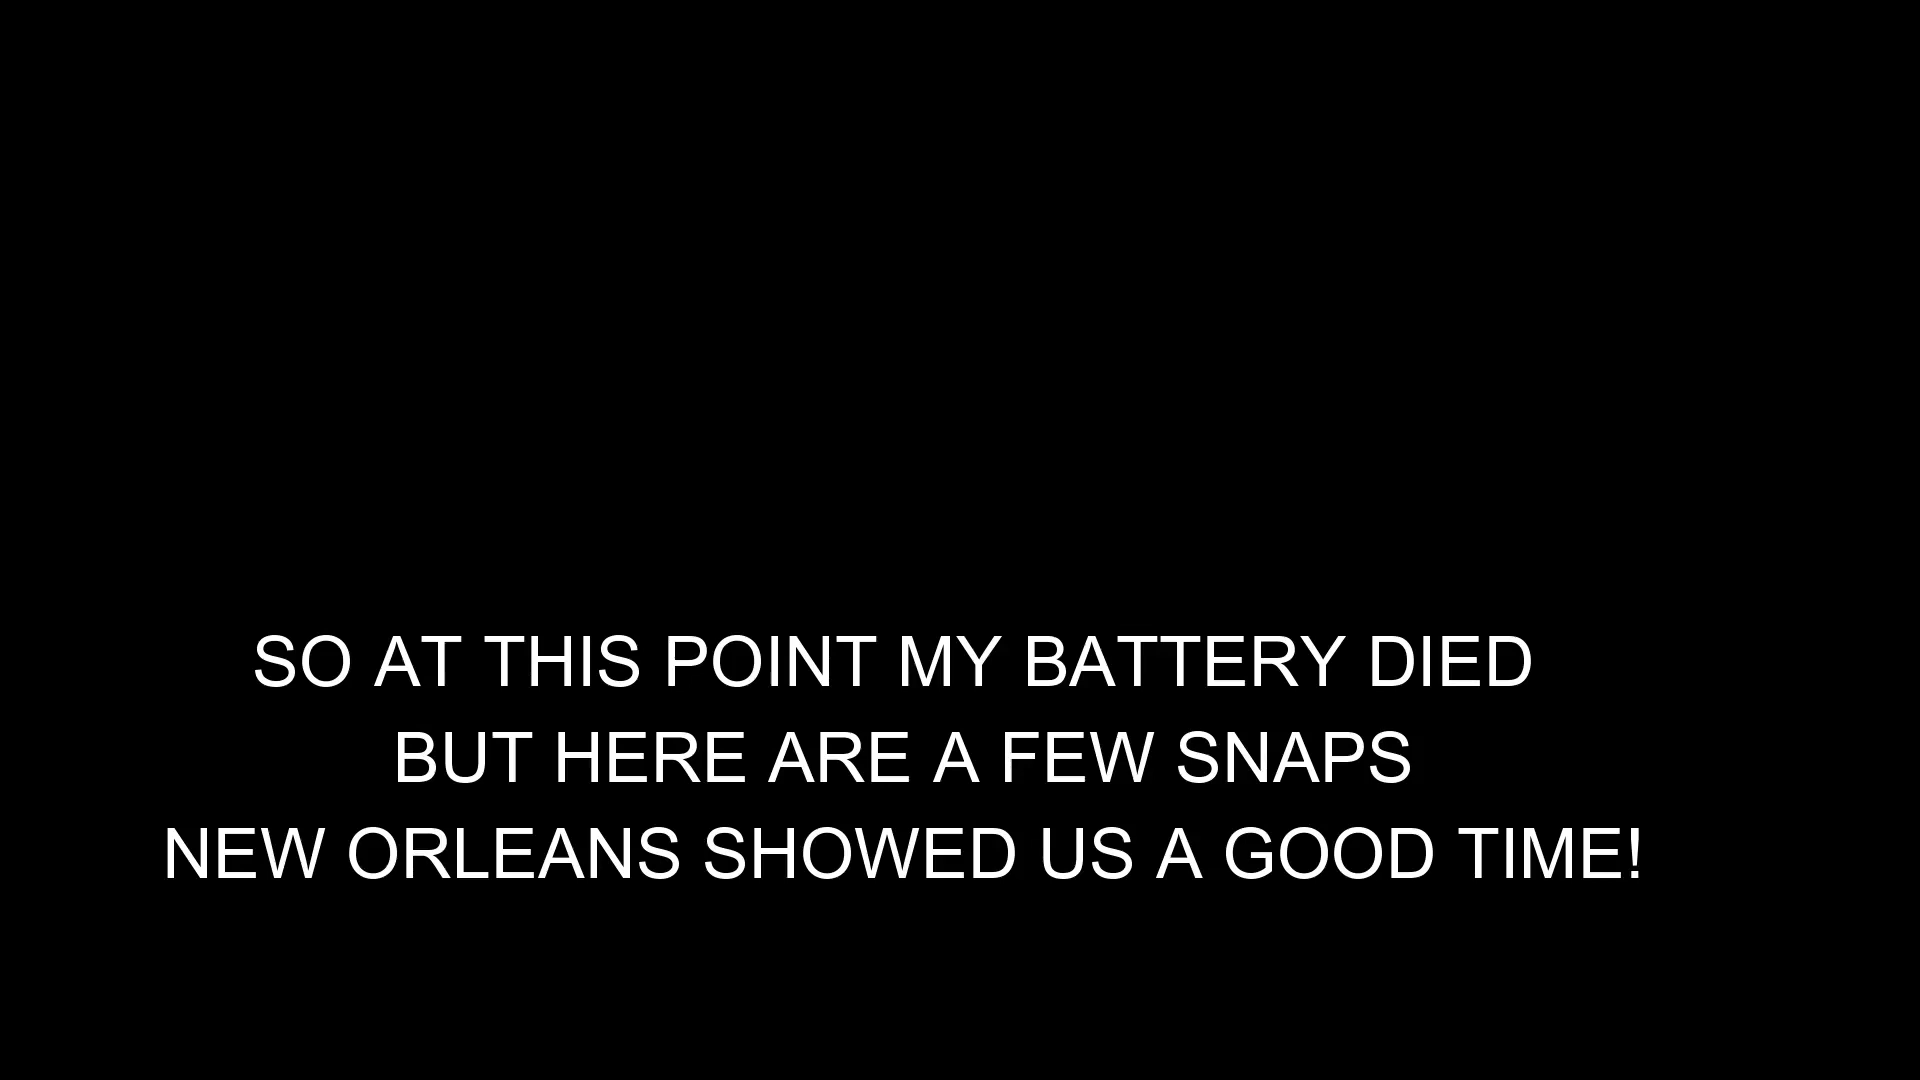 SO AT THIS POINT MY BATTERY DIED
BUT HERE ARE A FEW SNAPS
NEW ORLEANS SHOWED US A GOOD TIME!